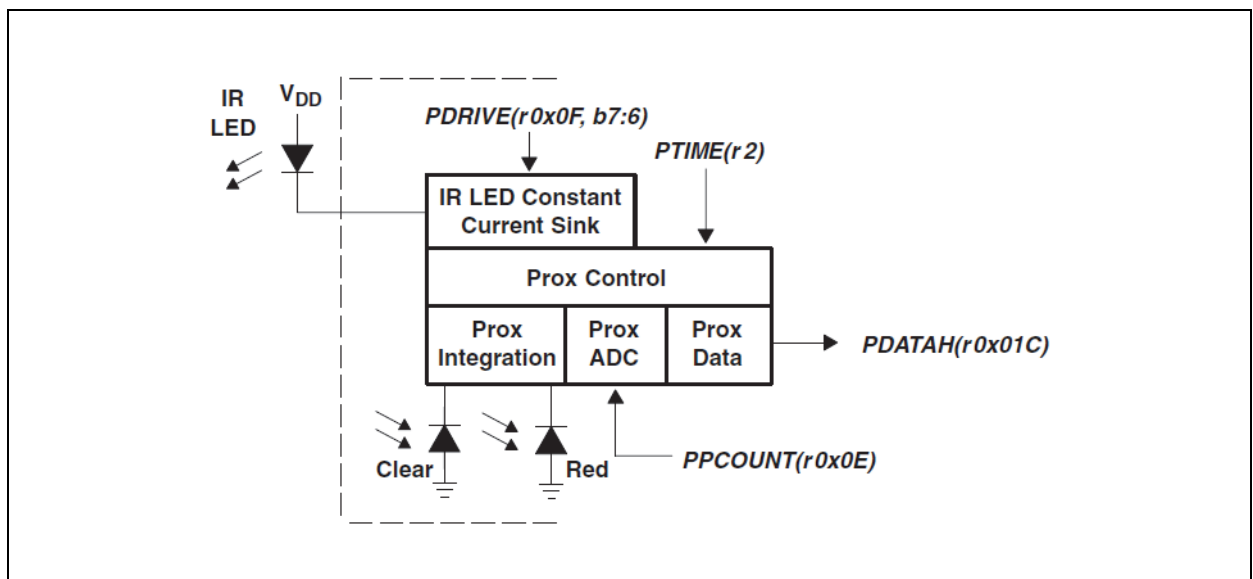 IR
LED
VDD
PDRIVE(r0x0F, b7:6)
PTIME(r2)
IR LED Constant
Current Sink
Prox Control
Prox
Integration
Prox
ADC
Prox
Data
PDATAH(r0x01C)
Clear
Red
PPCOUNT(r0x0E)